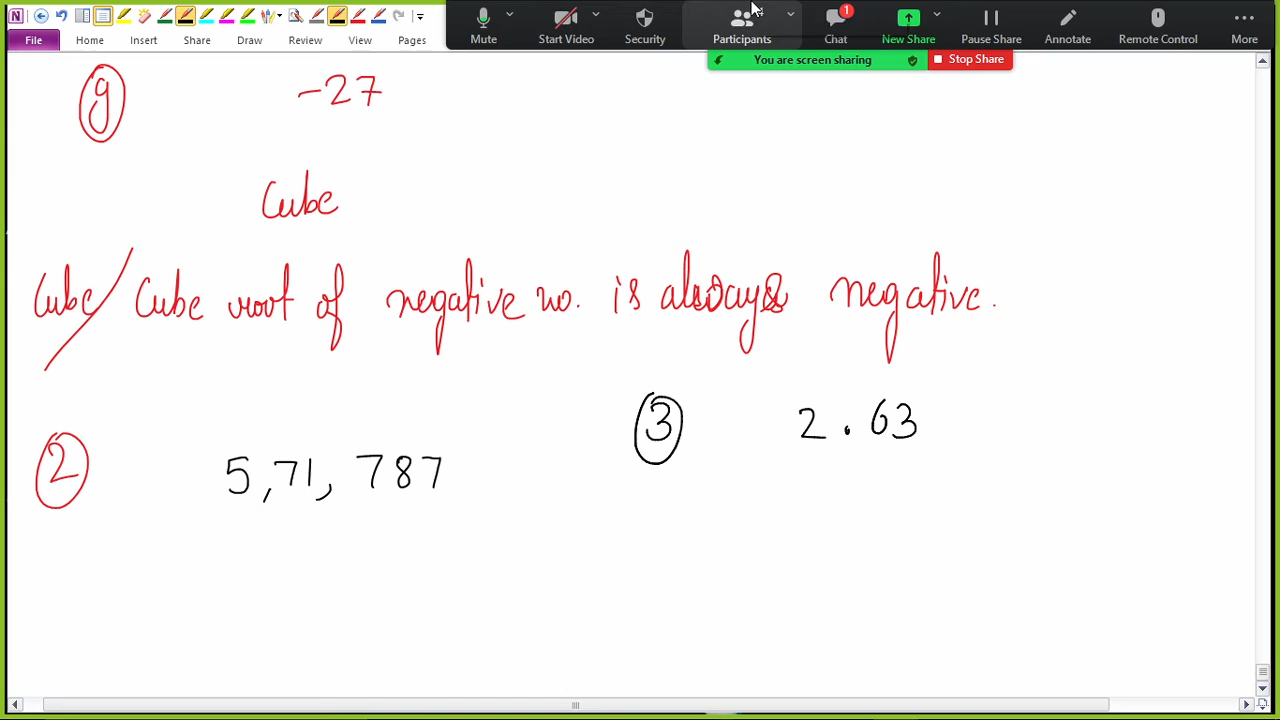 Mute
Start Video
Security
Participants
1
Chat
New Share
Pause Share
Annotate
Remote Control
More
File Home Insert Share Draw Review View Pages
You are screen sharing
Stop Share
g -27
Cube
Cube/ Cube root of negative no. is always negative.
2 5,71,787
3 2.63